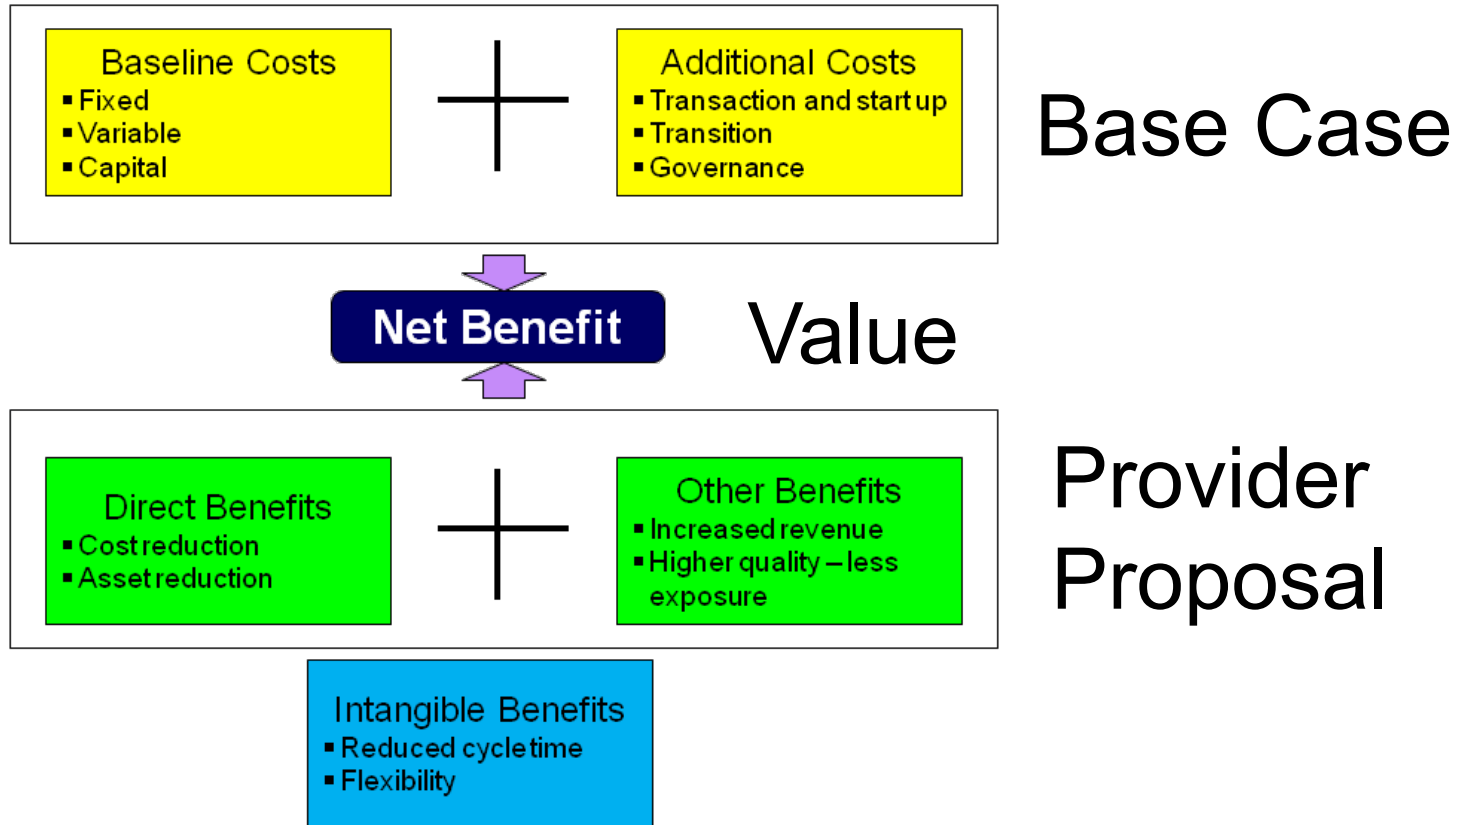 Baseline Costs
▪ Fixed
▪ Variable
▪ Capital
Additional Costs
▪ Transaction and start up
▪ Transition
▪ Governance
Base Case
Net Benefit
Value
Direct Benefits
▪ Cost reduction
▪ Asset reduction
Other Benefits
▪ Increased revenue
▪ Higher quality – less
exposure
Provider
Proposal
Intangible Benefits
▪ Reduced cycle time
▪ Flexibility